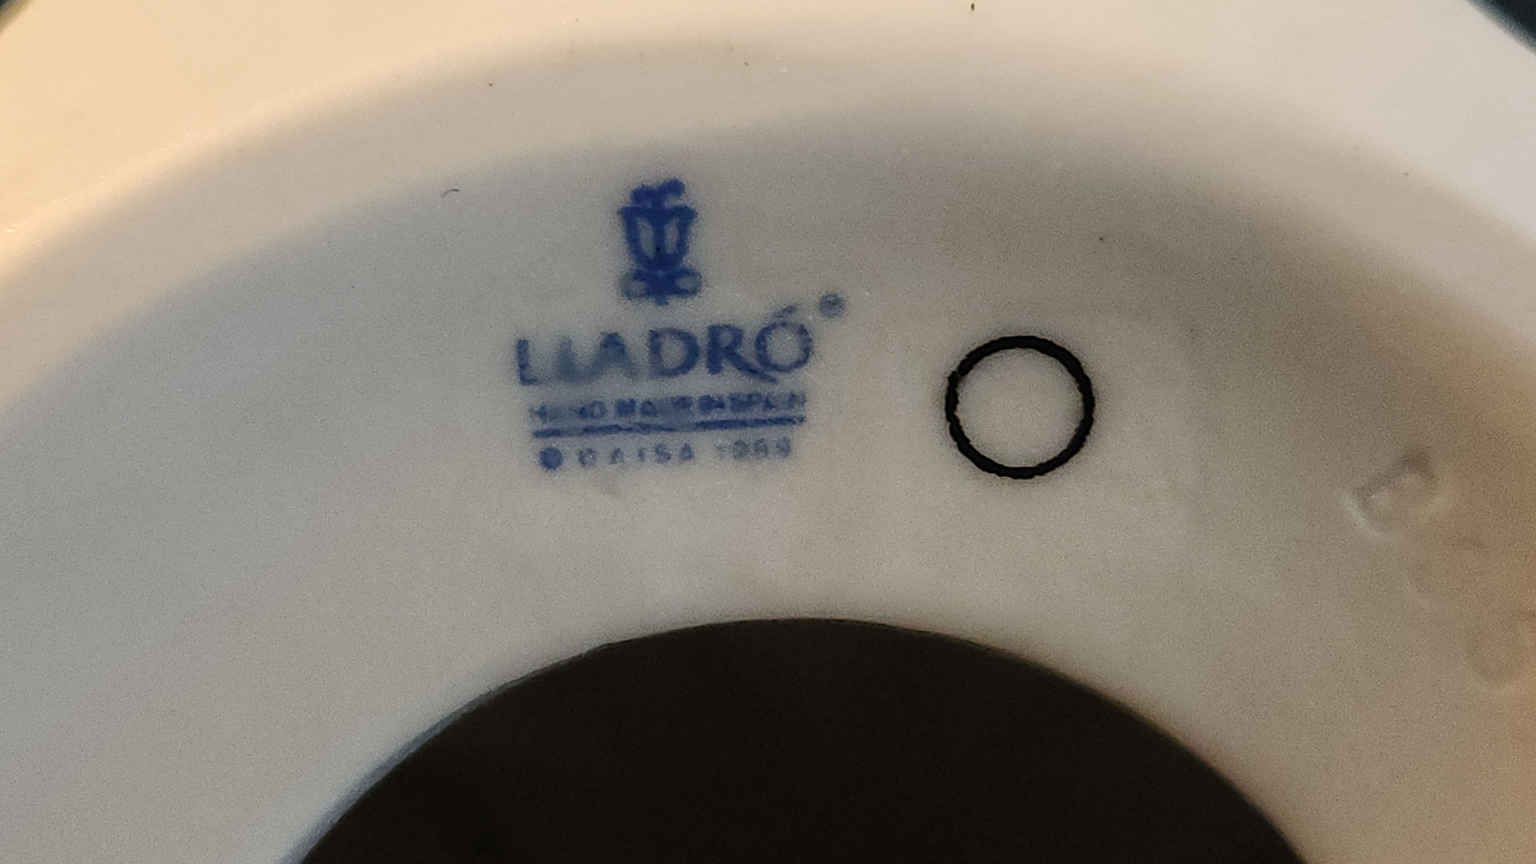 LLADRÓ®
HAND MADE IN SPAIN
© DAISA 1989